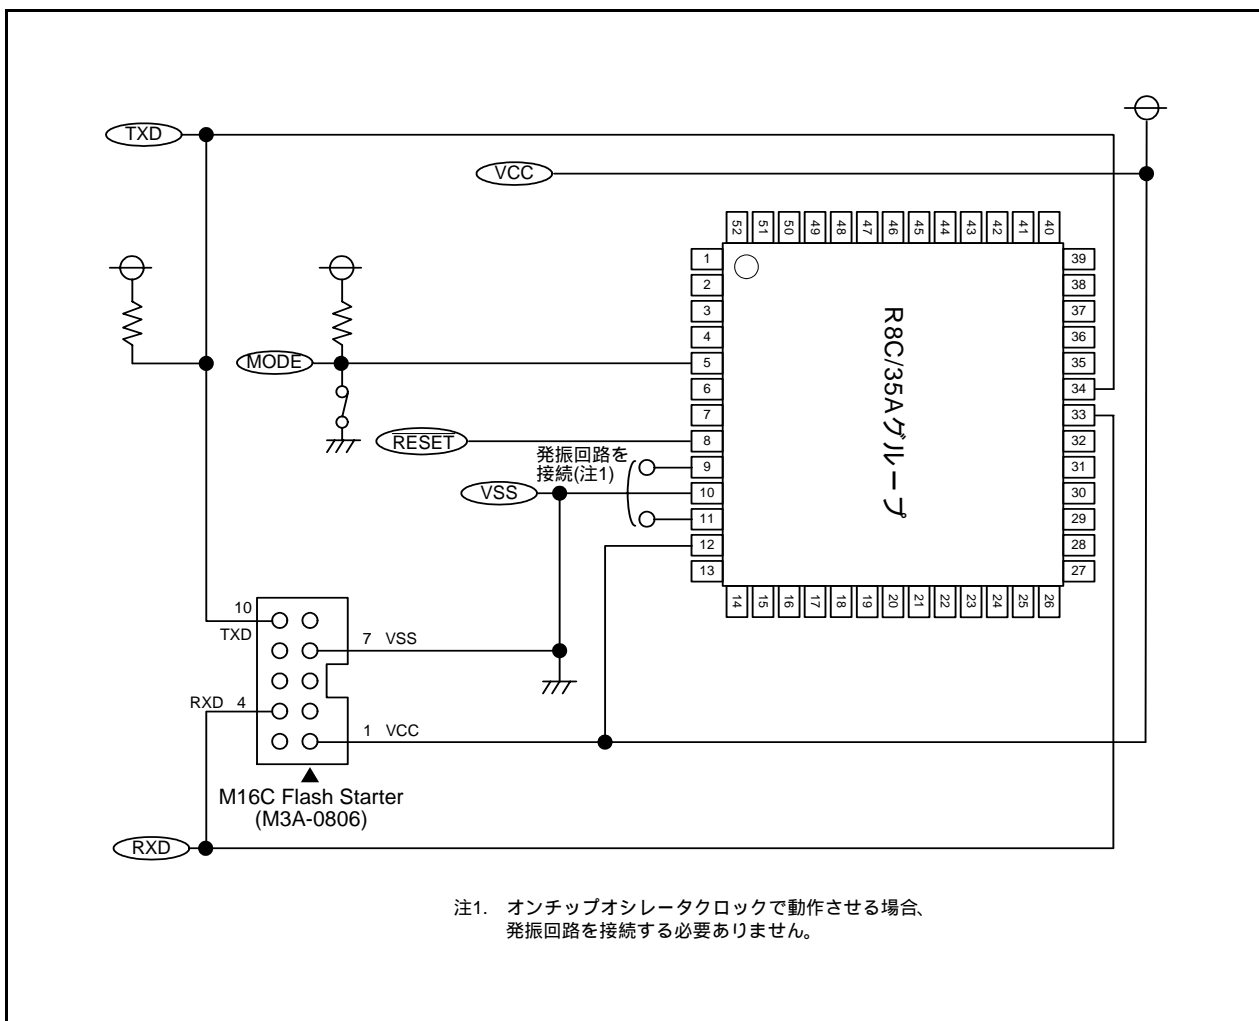 TXD
VCC
52 51 50 49 48 47 46 45 44 43 42 41 40
1 39
2 38
3 37
4 36
MODE 5 35
6 34
7 33
RESET 8 32
発振回路を
接続(注1)
9 31
VSS 10 30
11 29
12 28
13 27
R8C/35Aグループ
14 15 16 17 18 19 20 21 22 23 24 25 26
10
TXD
7 VSS
RXD 4
1 VCC
M16C Flash Starter
(M3A-0806)
RXD
注1. オンチップオシレータクロックで動作させる場合、
発振回路を接続する必要ありません。